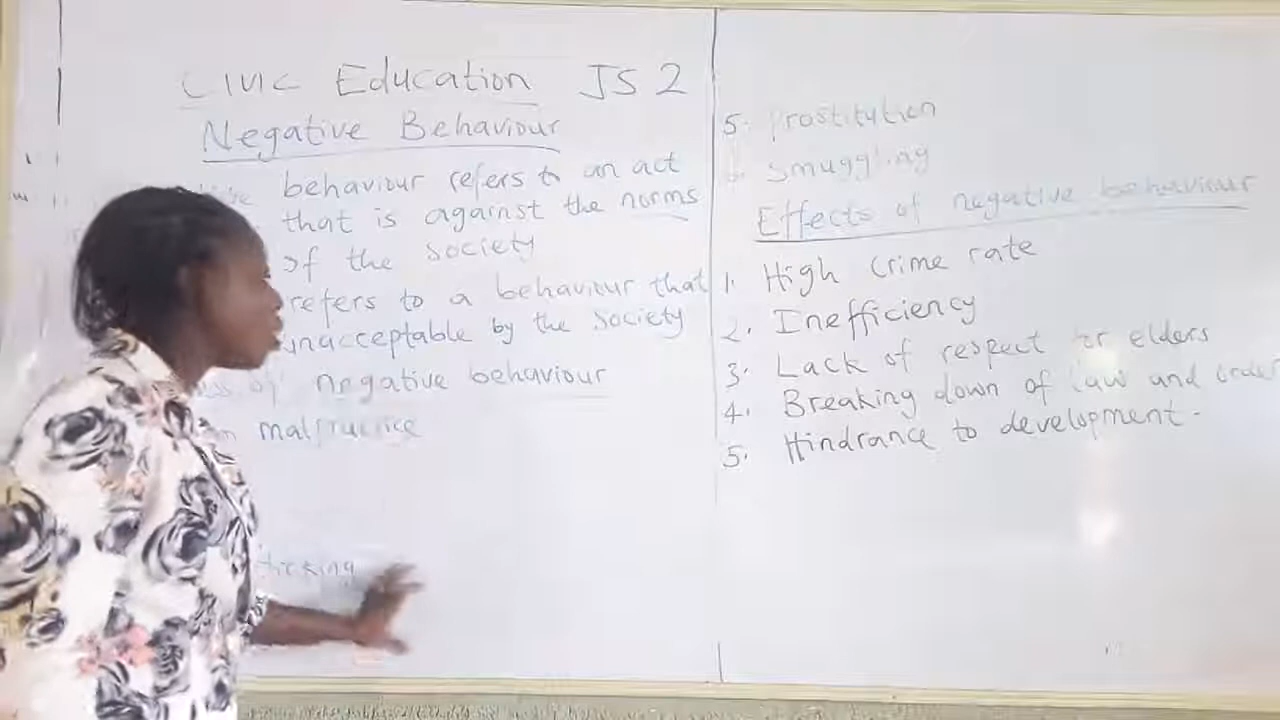 Civic Education JS 2
Negative Behaviour
behaviour refers to an act
that is against the norms
of the society
refers to a behaviour that
unacceptable by the society
of negative behaviour
malpractice
5. Prostitution
smuggling
Effects of negative behaviour
1. High crime rate
2. Inefficiency
3. Lack of respect for elders
4. Breaking down of law and order
5. Hindrance to development.